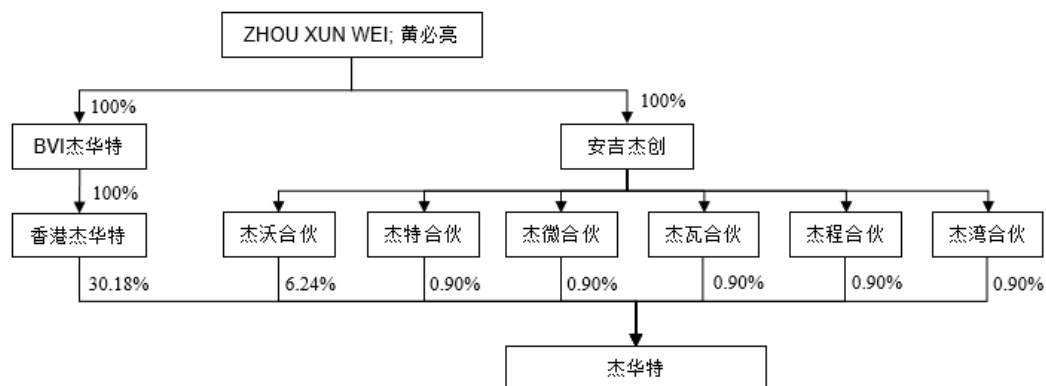 ZHOU XUN WEI; 黄必亮
100%
100%
BVI杰华特
安吉杰创
100%
香港杰华特
杰沃合伙
杰特合伙
杰微合伙
杰瓦合伙
杰程合伙
杰湾合伙
30.18%
6.24%
0.90%
0.90%
0.90%
0.90%
0.90%
杰华特